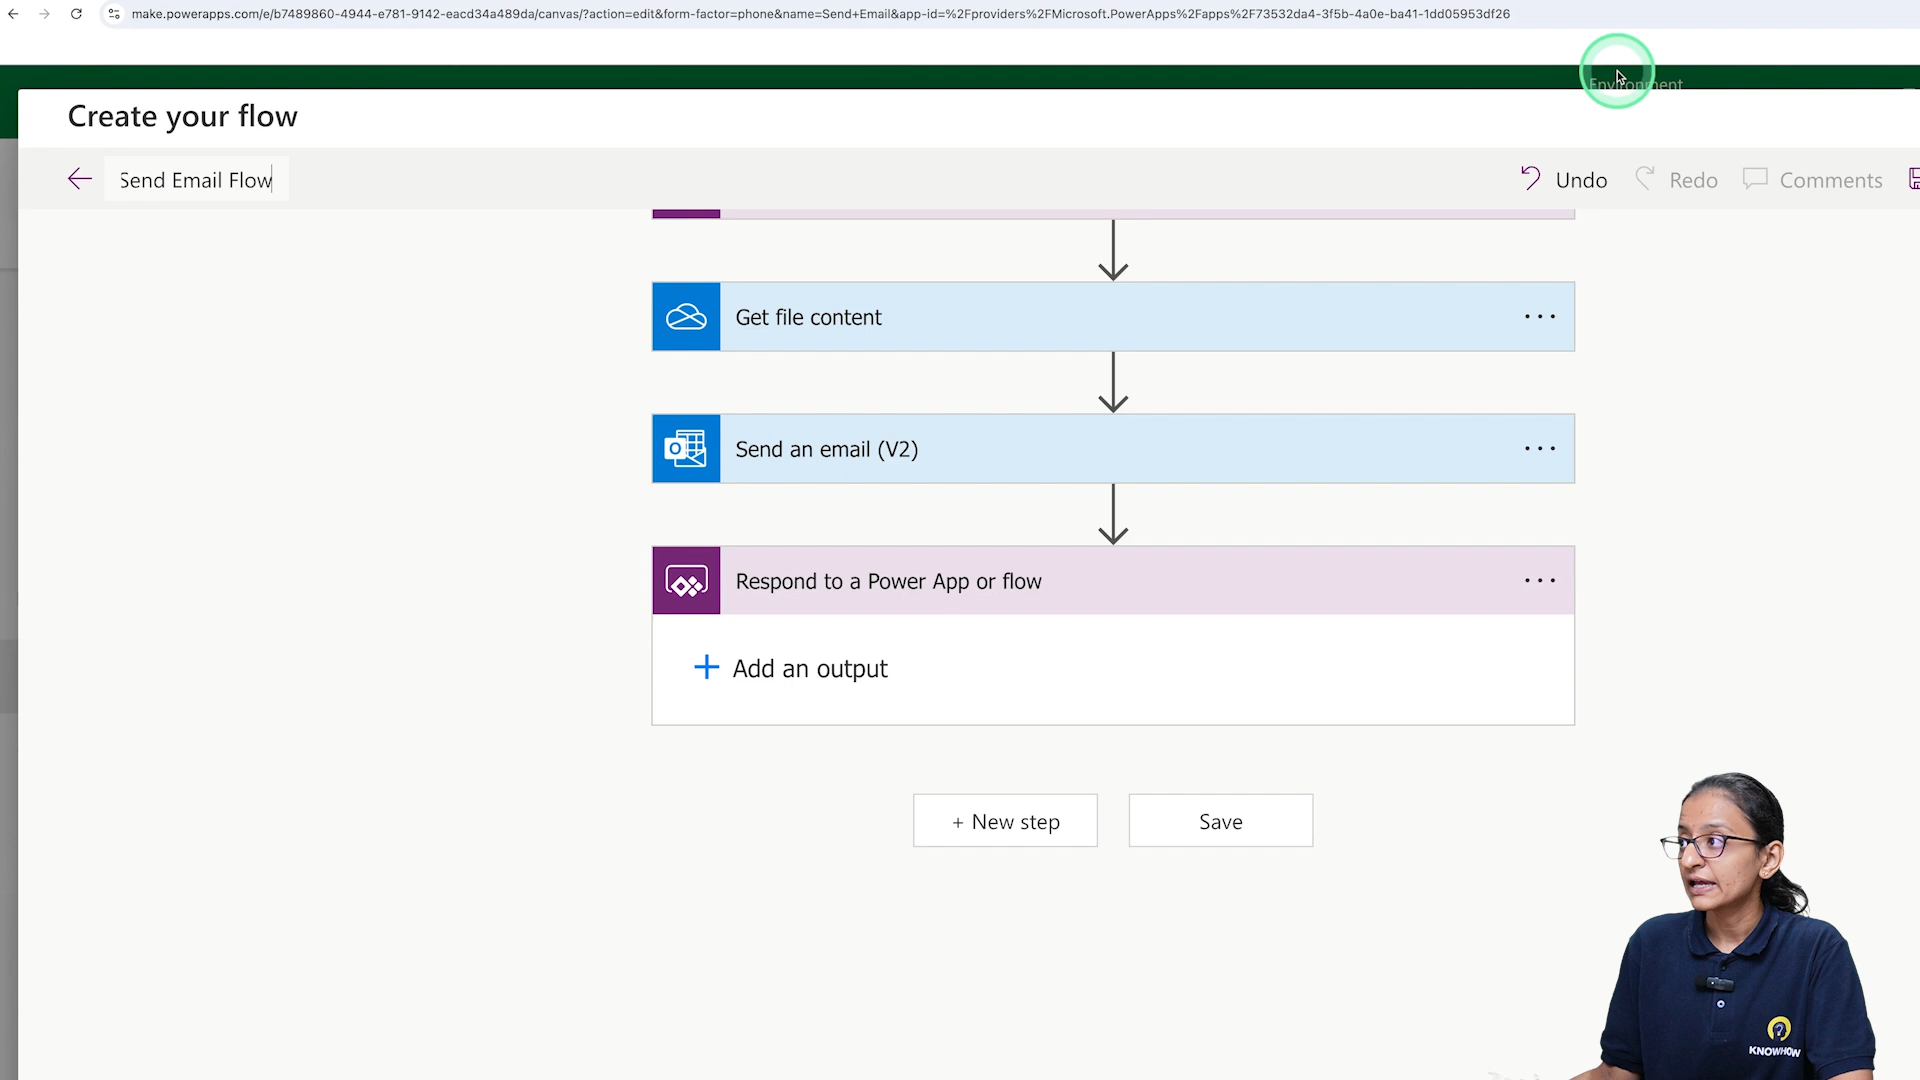 make.powerapps.com/e/b7489860-4944-e781-9142-eacd34a489da/canvas/?action=edit&form-factor=phone&name=Send+Email&app-id=%2Fproviders%2FMicrosoft.PowerApps%2Fapps%2F73532da4-3f5b-4a0e-ba41-1dd05953df26
Environment
Create your flow
Send Email Flow
Undo
Redo
Comments
Get file content
Send an email (V2)
Respond to a Power App or flow
Add an output
+ New step
Save
KNOWHOW